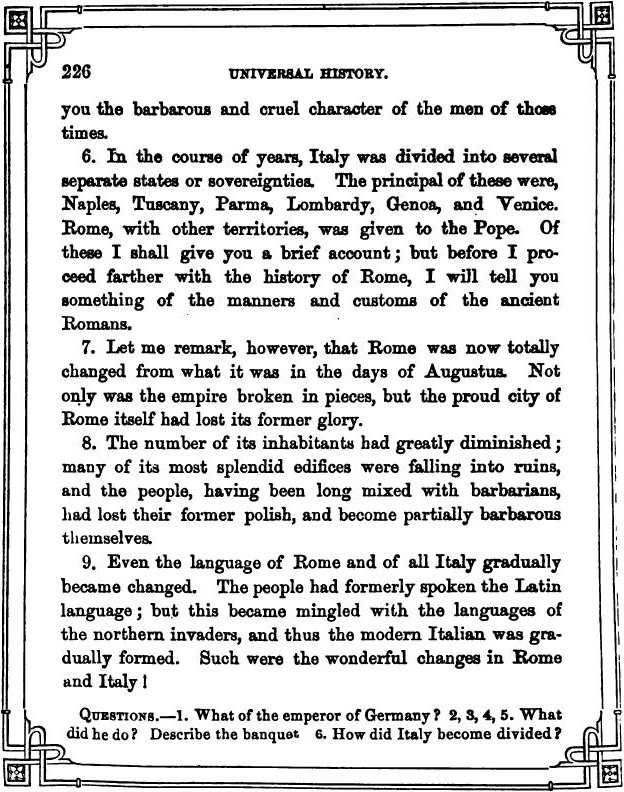 226 UNIVERSAL HISTORY.
you the barbarous and cruel character of the men of those
times.
6. In the course of years, Italy was divided into several
separate states or sovereignties. The principal of these were,
Naples, Tuscany, Parma, Lombardy, Genoa, and Venice.
Rome, with other territories, was given to the Pope. Of
these I shall give you a brief account; but before I pro-
ceed farther with the history of Rome, I will tell you
something of the manners and customs of the ancient
Romans.
7. Let me remark, however, that Rome was now totally
changed from what it was in the days of Augustus. Not
only was the empire broken in pieces, but the proud city of
Rome itself had lost its former glory.
8. The number of its inhabitants had greatly diminished;
many of its most splendid edifices were falling into ruins,
and the people, having been long mixed with barbarians,
had lost their former polish, and become partially barbarous
themselves.
9. Even the language of Rome and of all Italy gradually
became changed. The people had formerly spoken the Latin
language; but this became mingled with the languages of
the northern invaders, and thus the modern Italian was gra-
dually formed. Such were the wonderful changes in Rome
and Italy!
QUESTIONS.—1. What of the emperor of Germany? 2, 3, 4, 5. What
did he do? Describe the banquet 6. How did Italy become divided?